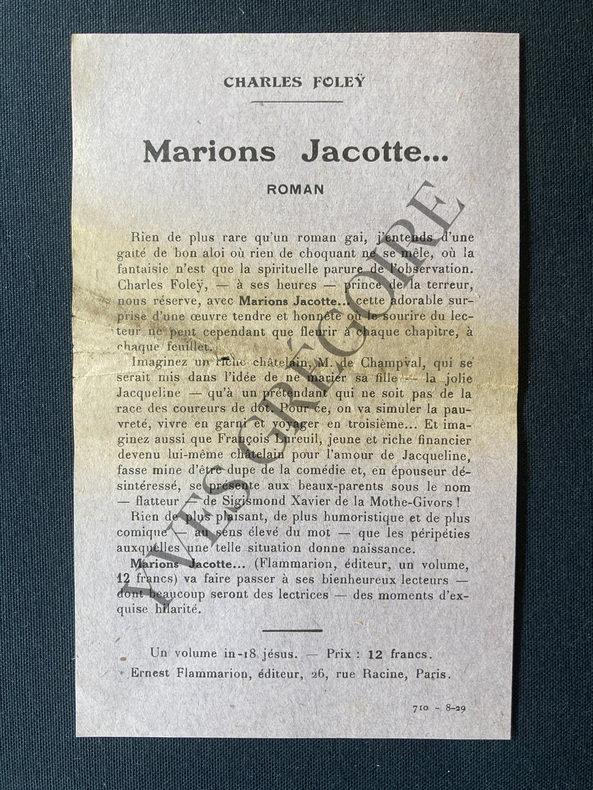 CHARLES FOLEŸ
Marions Jacotte...
ROMAN
Rien de plus rare qu'un roman gai, j'entends d'une
gaîté de bon aloi où rien de choquant ne se mêle, où la
fantaisie n'est que la spirituelle parure de l'observation.
Charles Foleÿ, — à ses heures — prince de la terreur,
nous réserve, avec Marions Jacotte... cette adorable sur-
prise d'une œuvre tendre et honnête où le sourire du lec-
teur ne peut cependant que fleurir à chaque chapitre, à
chaque feuillet.
Imaginez un riche châtelain, M. de Champval, qui se
serait mis dans l'idée de ne marier sa fille — la jolie
Jacqueline — qu'à un prétendant qui ne soit pas de la
race des coureurs de dot. Pour ce, on va simuler la pau-
vreté, vivre en garni et voyager en troisième... Et ima-
ginez aussi que François Dureuil, jeune et riche financier
devenu lui-même châtelain pour l'amour de Jacqueline,
fasse mine d'être dupe de la comédie et, en épouseur dé-
sintéressé, se présente aux beaux-parents sous le nom
— flatteur — de Sigismond Xavier de la Mothe-Givors !
Rien de plus plaisant, de plus humoristique et de plus
comique — au sens élevé du mot — que les péripéties
auxquelles une telle situation donne naissance.
Marions Jacotte... (Flammarion, éditeur, un volume,
12 francs) va faire passer à ses bienheureux lecteurs —
dont beaucoup seront des lectrices — des moments d'ex-
quise hilarité.
Un volume in-18 jésus. — Prix : 12 francs.
Ernest Flammarion, éditeur, 26, rue Racine, Paris.
710 - 8-29
YVES GRÉGOIRE